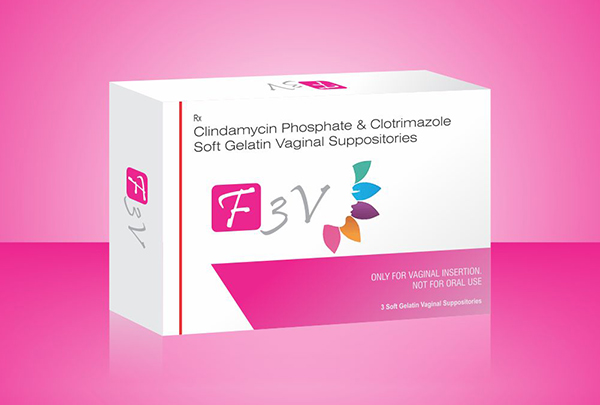 F3V
Rx
Clindamycin Phosphate & Clotrimazole
Soft Gelatin Vaginal Suppositories
F3V
F3V
ONLY FOR VAGINAL INSERTION.
NOT FOR ORAL USE
3 Soft Gelatin Vaginal Suppositories